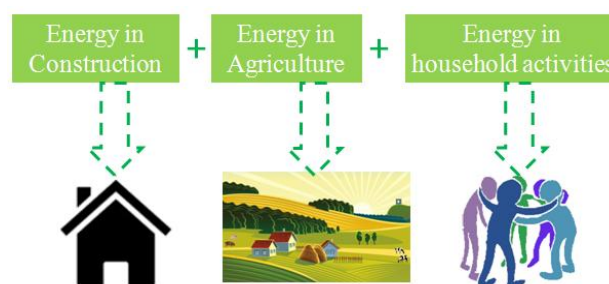 Energy in
Construction
+
Energy in
Agriculture
+
Energy in
household activities